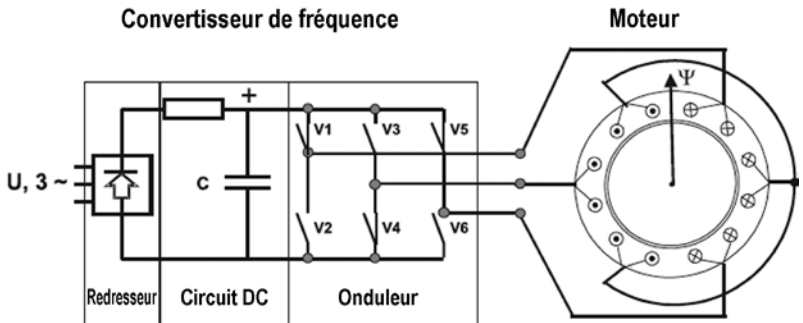 Convertisseur de fréquence
Moteur
Ψ
+
V1
V3
V5
U, 3 ~
C
V2
V4
V6
Redresseur
Circuit DC
Onduleur